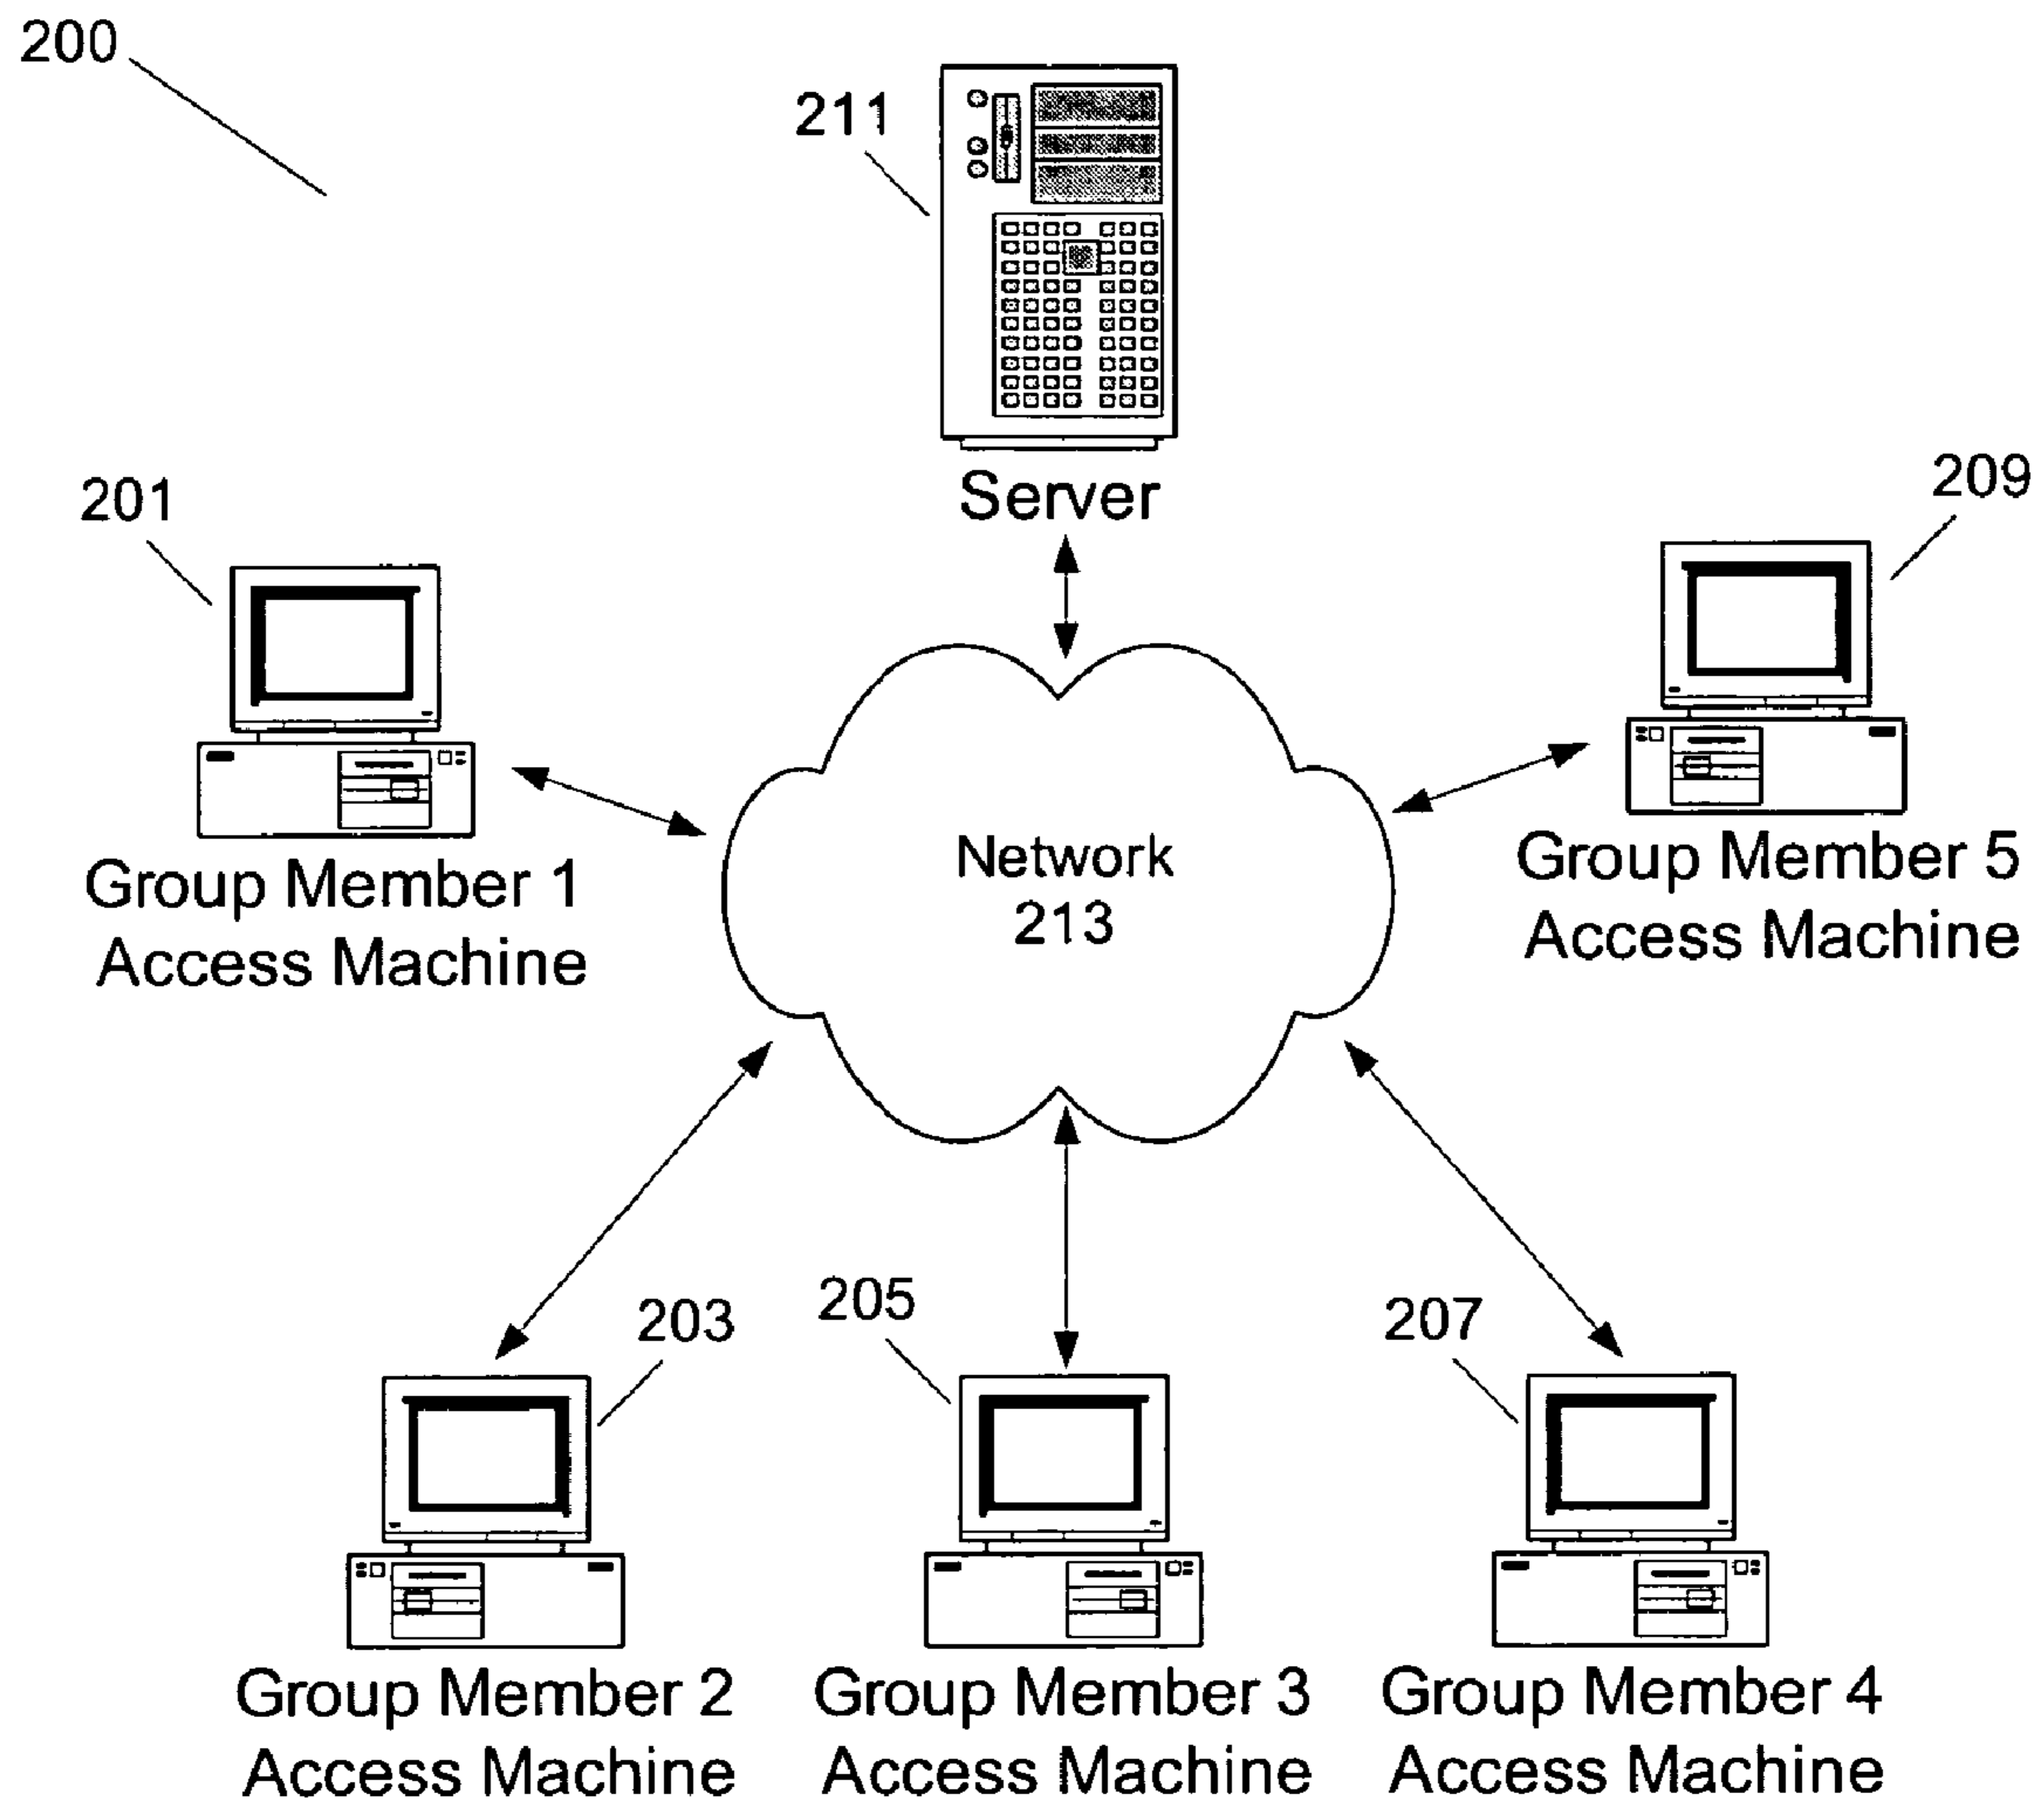 200
211
Server
201
209
Group Member 1
Access Machine
Network
213
Group Member 5
Access Machine
203
205
207
Group Member 2
Access Machine
Group Member 3
Access Machine
Group Member 4
Access Machine